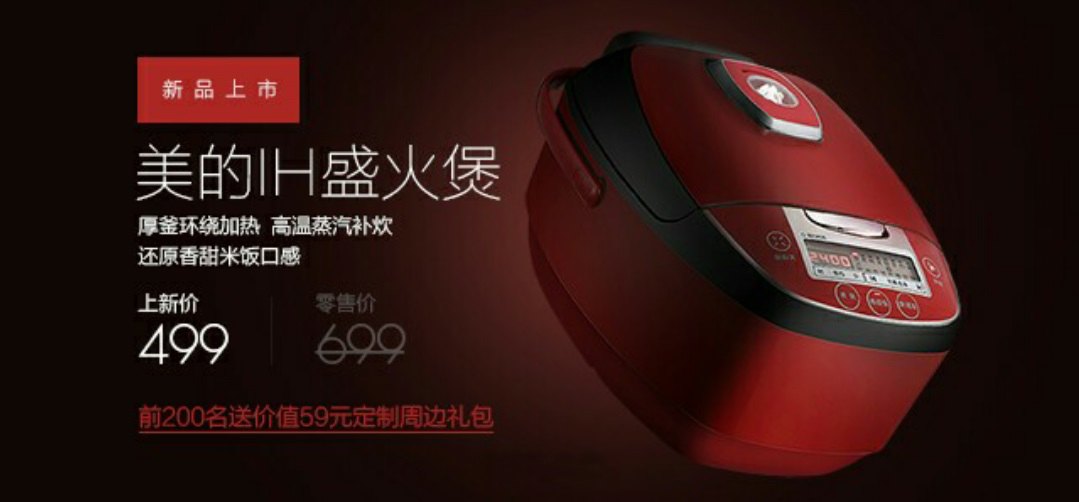 新品上市
美的IH盛火煲
厚釜环绕加热 高温蒸汽补炊
还原香甜米饭口感
上新价
零售价
499
699
前200名送价值59元定制周边礼包
2400